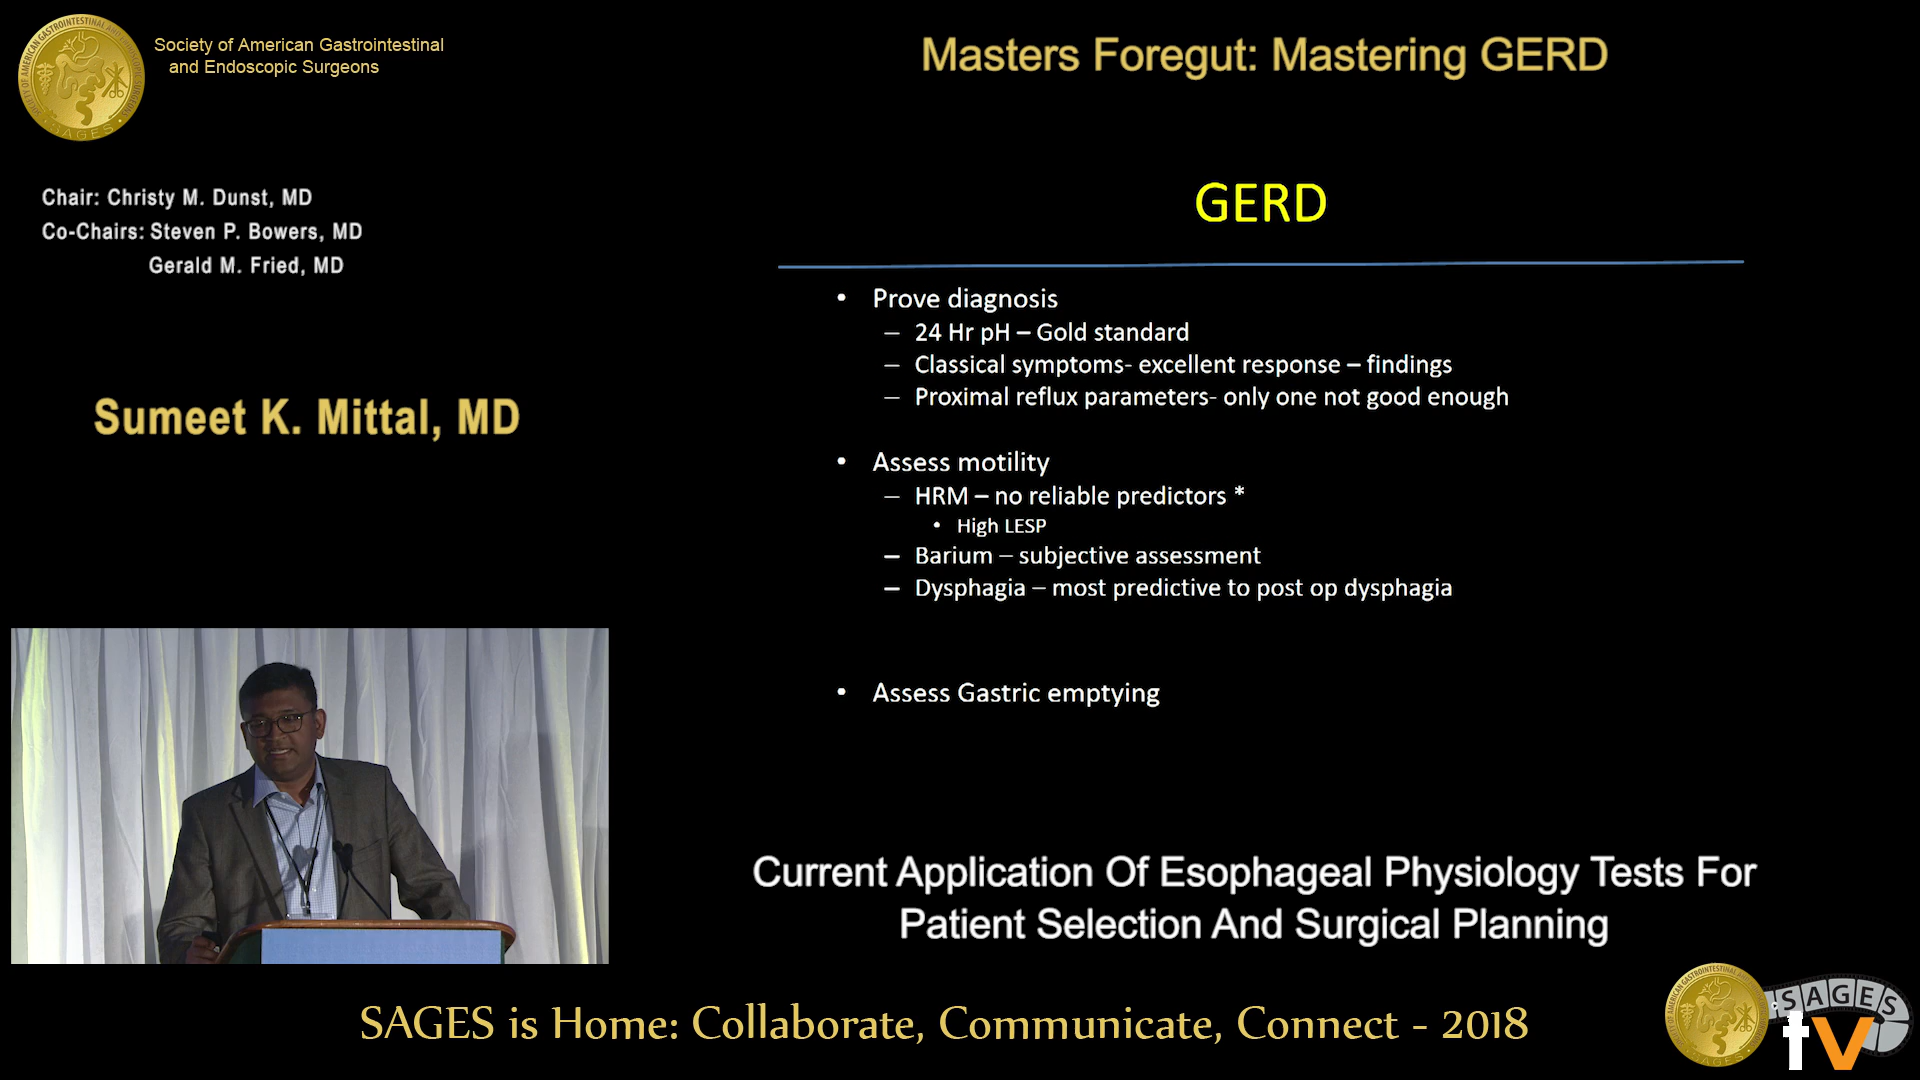 Society of American Gastrointestinal
and Endoscopic Surgeons
Masters Foregut: Mastering GERD
Chair: Christy M. Dunst, MD
Co-Chairs: Steven P. Bowers, MD
Gerald M. Fried, MD
Sumeet K. Mittal, MD
GERD
• Prove diagnosis
– 24 Hr pH – Gold standard
– Classical symptoms- excellent response – findings
– Proximal reflux parameters- only one not good enough
• Assess motility
– HRM – no reliable predictors *
• High LESP
– Barium – subjective assessment
– Dysphagia – most predictive to post op dysphagia
• Assess Gastric emptying
Current Application Of Esophageal Physiology Tests For
Patient Selection And Surgical Planning
SAGES is Home: Collaborate, Communicate, Connect - 2018
SAGES
tv